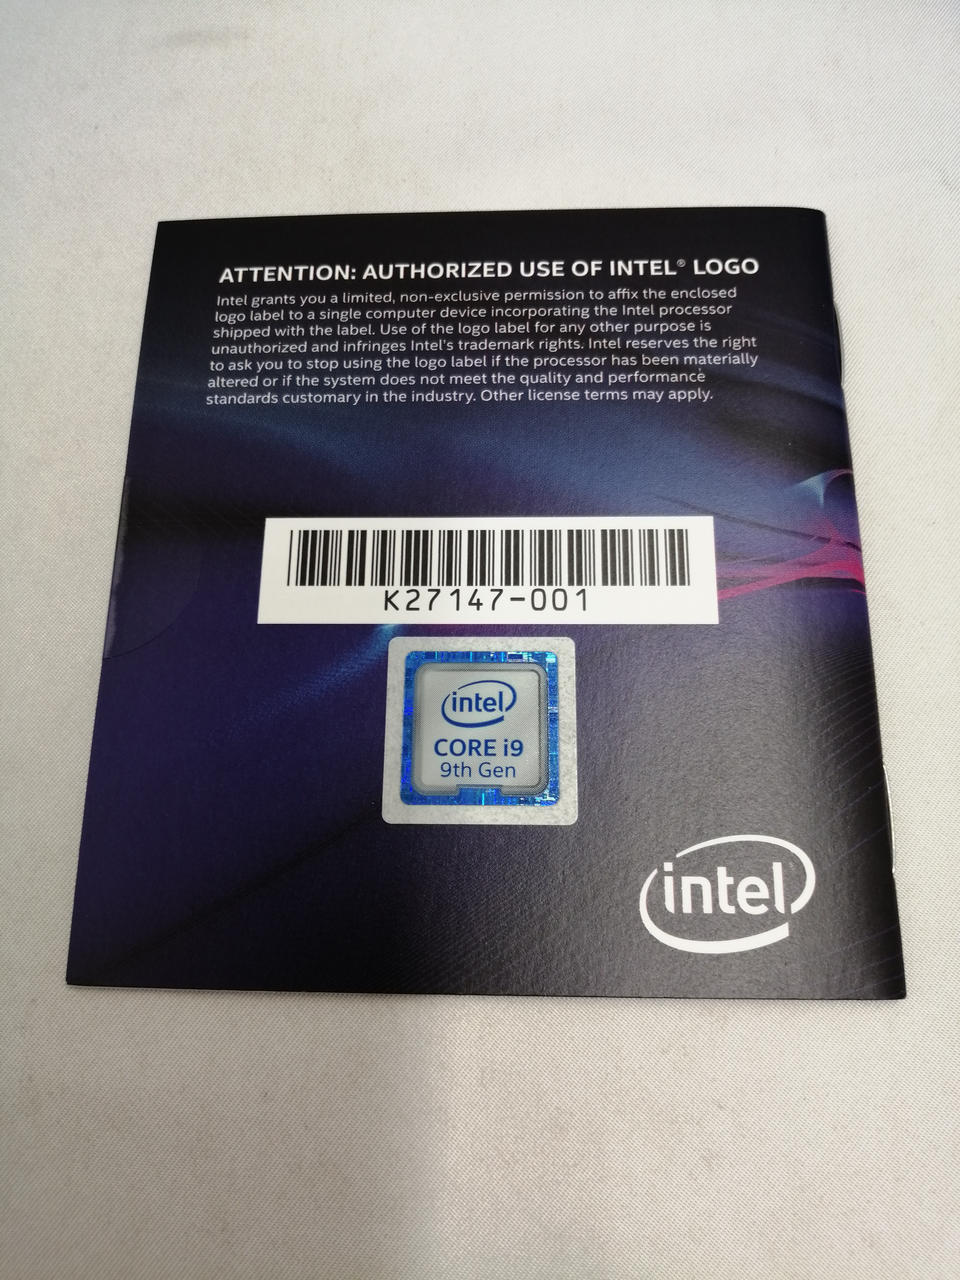 ATTENTION: AUTHORIZED USE OF INTEL® LOGO
Intel grants you a limited, non-exclusive permission to affix the enclosed
logo label to a single computer device incorporating the Intel processor
shipped with the label. Use of the logo label for any other purpose is
unauthorized and infringes Intel's trademark rights. Intel reserves the right
to ask you to stop using the logo label if the processor has been materially
altered or if the system does not meet the quality and performance
standards customary in the industry. Other license terms may apply.
K27147-001
intel
CORE i9
9th Gen
intel